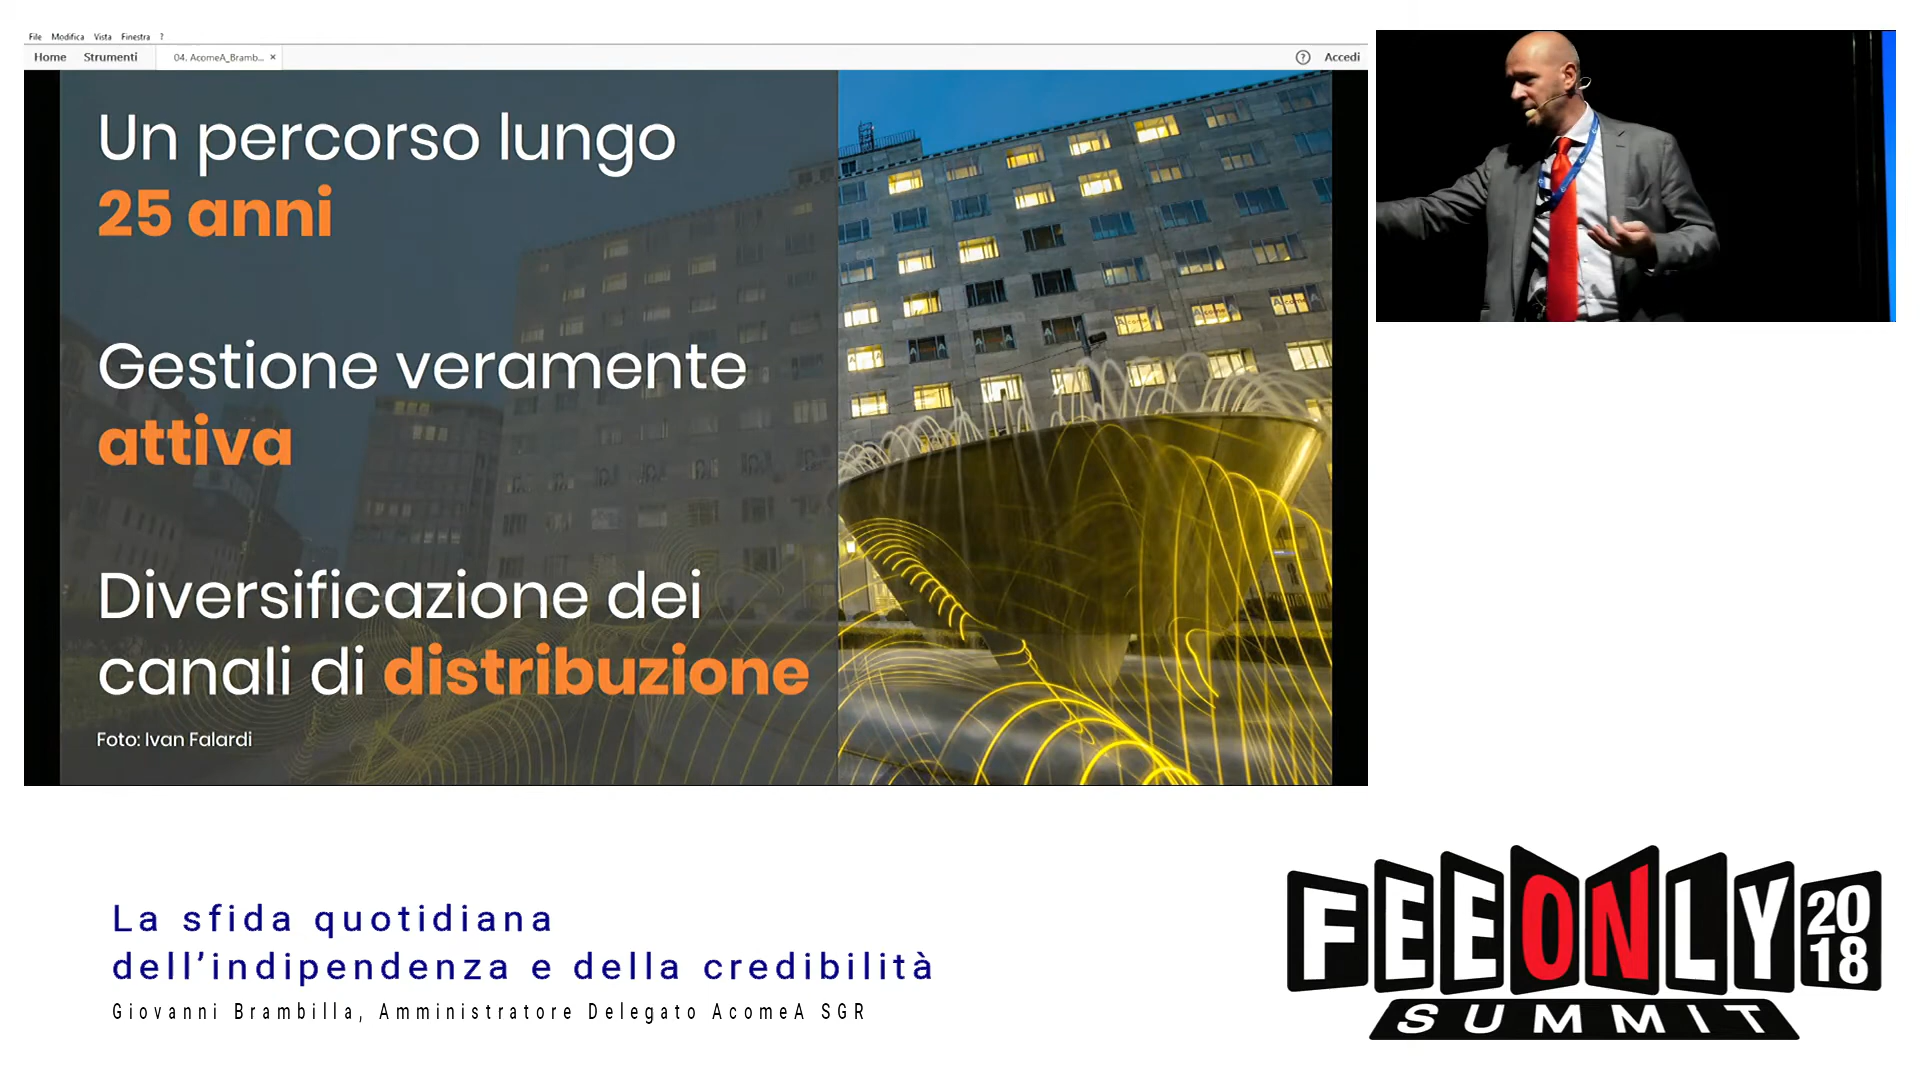 File Modifica Vista Finestra ?
Home Strumenti 04. AcomeA_Bramb... × ? Accedi
Un percorso lungo
25 anni
Gestione veramente
attiva
Diversificazione dei
canali di distribuzione
Foto: Ivan Falardi
La sfida quotidiana
dell’indipendenza e della credibilità
Giovanni Brambilla, Amministratore Delegato AcomeA SGR
FEEONLY 2018
SUMMIT